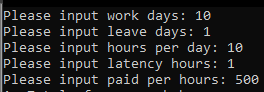 Please input work days: 10
Please input leave days: 1
Please input hours per day: 10
Please input latency hours: 1
Please input paid per hours: 500